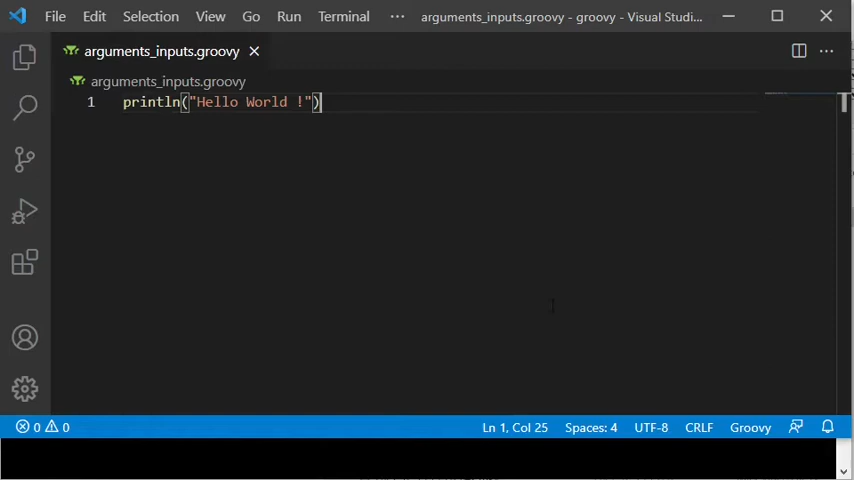 File Edit Selection View Go Run Terminal ··· arguments_inputs.groovy - groovy - Visual Studi...
arguments_inputs.groovy
arguments_inputs.groovy
1 println("Hello World !")
0 0 Ln 1, Col 25 Spaces: 4 UTF-8 CRLF Groovy